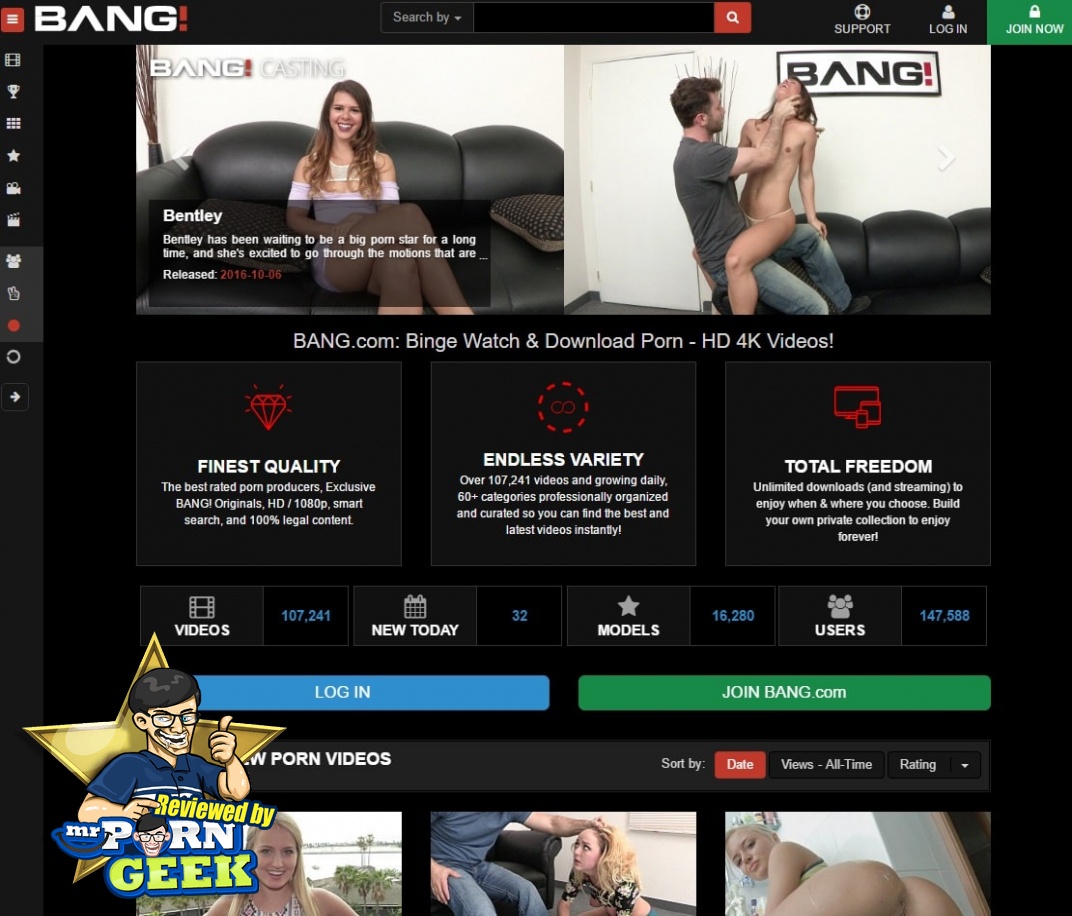 BANG!
Search by
SUPPORT
LOG IN
JOIN NOW
BANG! CASTING
BANG!
Bentley
Bentley has been waiting to be a big porn star for a long
time, and she's excited to go through the motions that are ...
Released: 2016-10-06
BANG.com: Binge Watch & Download Porn - HD 4K Videos!
FINEST QUALITY
The best rated porn producers, Exclusive
BANG! Originals, HD / 1080p, smart
search, and 100% legal content.
ENDLESS VARIETY
Over 107,241 videos and growing daily,
60+ categories professionally organized
and curated so you can find the best and
latest videos instantly!
TOTAL FREEDOM
Unlimited downloads (and streaming) to
enjoy when & where you choose. Build
your own private collection to enjoy
forever!
VIDEOS
107,241
NEW TODAY
32
MODELS
16,280
USERS
147,588
LOG IN
JOIN BANG.com
W PORN VIDEOS
Sort by:
Date
Views - All-Time
Rating
Reviewed by
mr PORN
GEEK